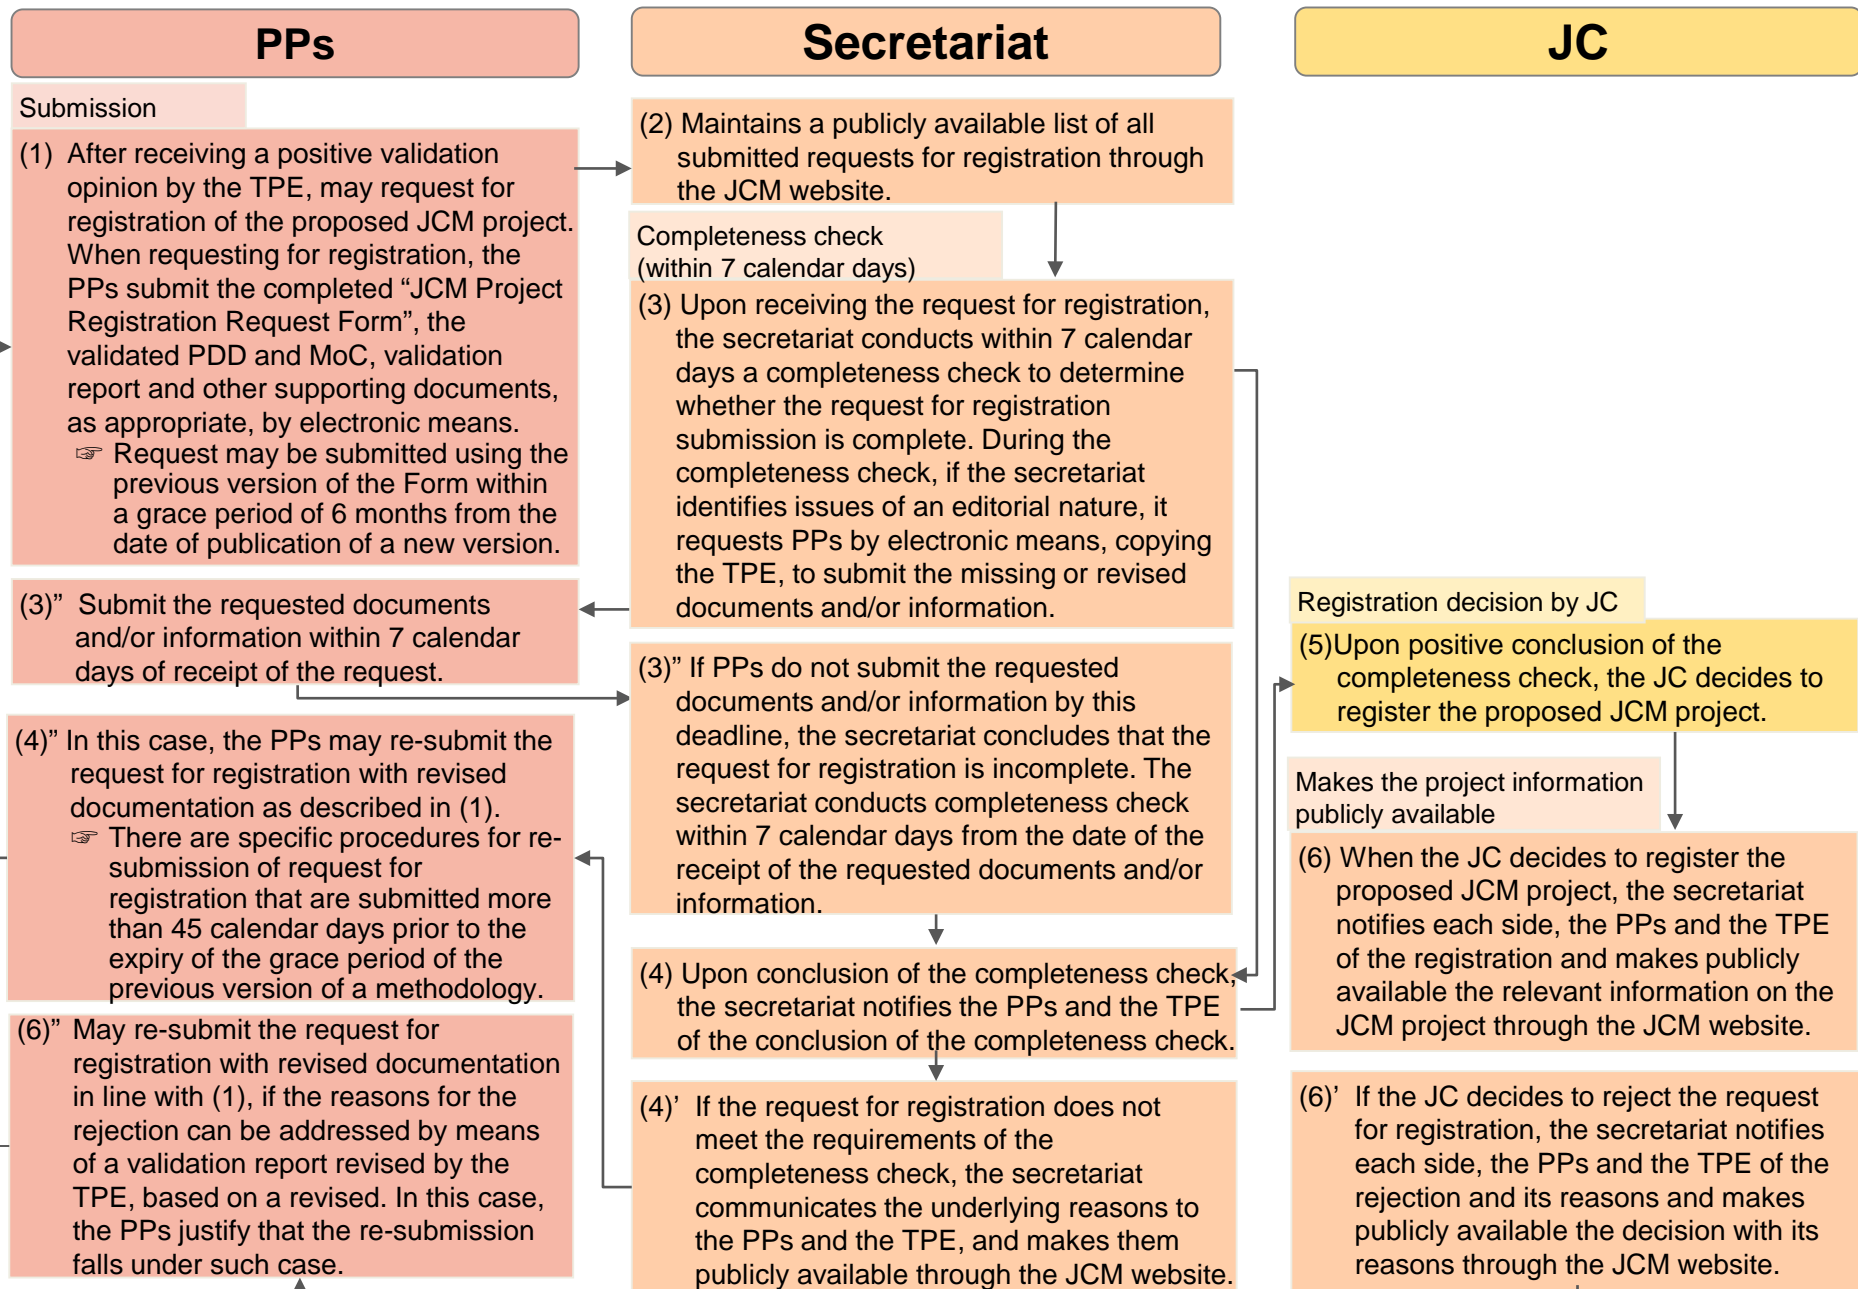 PPs
Submission
(1) After receiving a positive validation
opinion by the TPE, may request for
registration of the proposed JCM project.
When requesting for registration, the
PPs submit the completed “JCM Project
Registration Request Form”, the
validated PDD and MoC, validation
report and other supporting documents,
as appropriate, by electronic means.
☞ Request may be submitted using the
previous version of the Form within
a grace period of 6 months from the
date of publication of a new version.
(3)” Submit the requested documents
and/or information within 7 calendar
days of receipt of the request.
(4)” In this case, the PPs may re-submit the
request for registration with revised
documentation as described in (1).
☞ There are specific procedures for re-
submission of request for
registration that are submitted more
than 45 calendar days prior to the
expiry of the grace period of the
previous version of a methodology.
(6)” May re-submit the request for
registration with revised documentation
in line with (1), if the reasons for the
rejection can be addressed by means
of a validation report revised by the
TPE, based on a revised. In this case,
the PPs justify that the re-submission
falls under such case.
Secretariat
(2) Maintains a publicly available list of all
submitted requests for registration through
the JCM website.
Completeness check
(within 7 calendar days)
(3) Upon receiving the request for registration,
the secretariat conducts within 7 calendar
days a completeness check to determine
whether the request for registration
submission is complete. During the
completeness check, if the secretariat
identifies issues of an editorial nature, it
requests PPs by electronic means, copying
the TPE, to submit the missing or revised
documents and/or information.
(3)” If PPs do not submit the requested
documents and/or information by this
deadline, the secretariat concludes that the
request for registration is incomplete. The
secretariat conducts completeness check
within 7 calendar days from the date of the
receipt of the requested documents and/or
information.
(4) Upon conclusion of the completeness check,
the secretariat notifies the PPs and the TPE
of the conclusion of the completeness check.
(4)’ If the request for registration does not
meet the requirements of the
completeness check, the secretariat
communicates the underlying reasons to
the PPs and the TPE, and makes them
publicly available through the JCM website.
JC
Registration decision by JC
(5)Upon positive conclusion of the
completeness check, the JC decides to
register the proposed JCM project.
Makes the project information
publicly available
(6) When the JC decides to register the
proposed JCM project, the secretariat
notifies each side, the PPs and the TPE
of the registration and makes publicly
available the relevant information on the
JCM project through the JCM website.
(6)’ If the JC decides to reject the request
for registration, the secretariat notifies
each side, the PPs and the TPE of the
rejection and its reasons and makes
publicly available the decision with its
reasons through the JCM website.